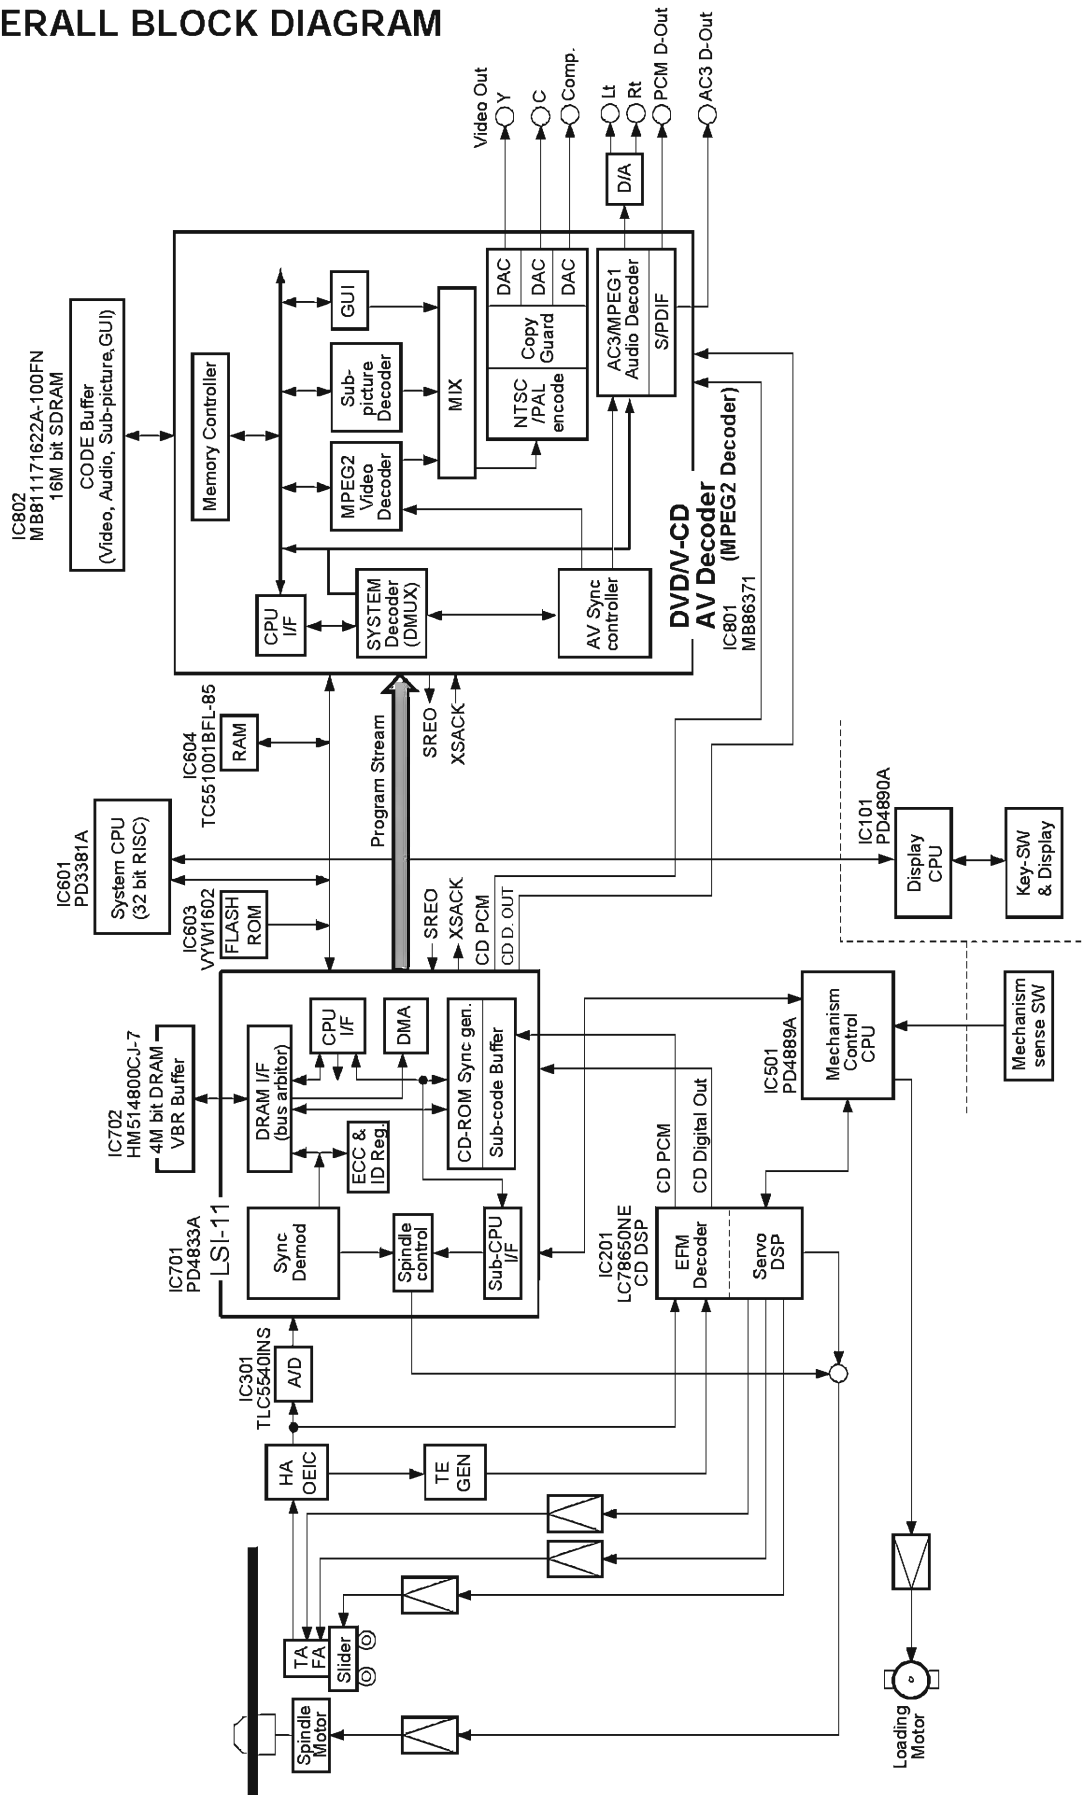 ERALL BLOCK DIAGRAM
Video Out
Y
C
Comp.
Lt
Rt
PCM D-Out
AC3 D-Out
D/A
IC802
MB81117 1622A-100FN
16M bit SDRAM
CODE Buffer
(Video, Audio, Sub-picture, GUI)
Memory Controller
GUI
Sub-
picture
Decoder
MPEG2
Video
Decoder
MIX
DAC
DAC
DAC
Copy
Guard
NTSC
/PAL
encode
AC3/MPEG1
Audio Decoder
S/PDIF
CPU
I/F
SYSTEM
Decoder
(DMUX)
AV Sync
controller
DVD/V-CD
AV Decoder
(MPEG2 Decoder)
IC801
MB86371
IC604
TC551001BFL-85
RAM
Program Stream
SREO
XSACK
IC601
PD3381A
System CPU
(32 bit RISC)
IC603
VYW1602
FLASH
ROM
SREO
XSACK
CD PCM
CD D. OUT
IC101
PD4890A
Display
CPU
Key-SW
& Display
IC702
HM514800CJ-7
4M bit DRAM
VBR Buffer
DRAM I/F
(bus arbitor)
CPU
I/F
DMA
CD-ROM Sync gen.
Sub-code Buffer
ECC &
ID Reg.
IC701
PD4833A
LSI-11
Sync
Demod
Spindle
control
Sub-CPU
I/F
CD PCM
CD Digital Out
IC501
PD4889A
Mechanism
Control
CPU
Mechanism
sense SW
IC201
LC78650NE
CD DSP
EFM
Decoder
Servo
DSP
IC301
TLC5540INS
A/D
HA
OEIC
TE
GEN
TA
FA
Slider
Spindle
Motor
Loading
Motor